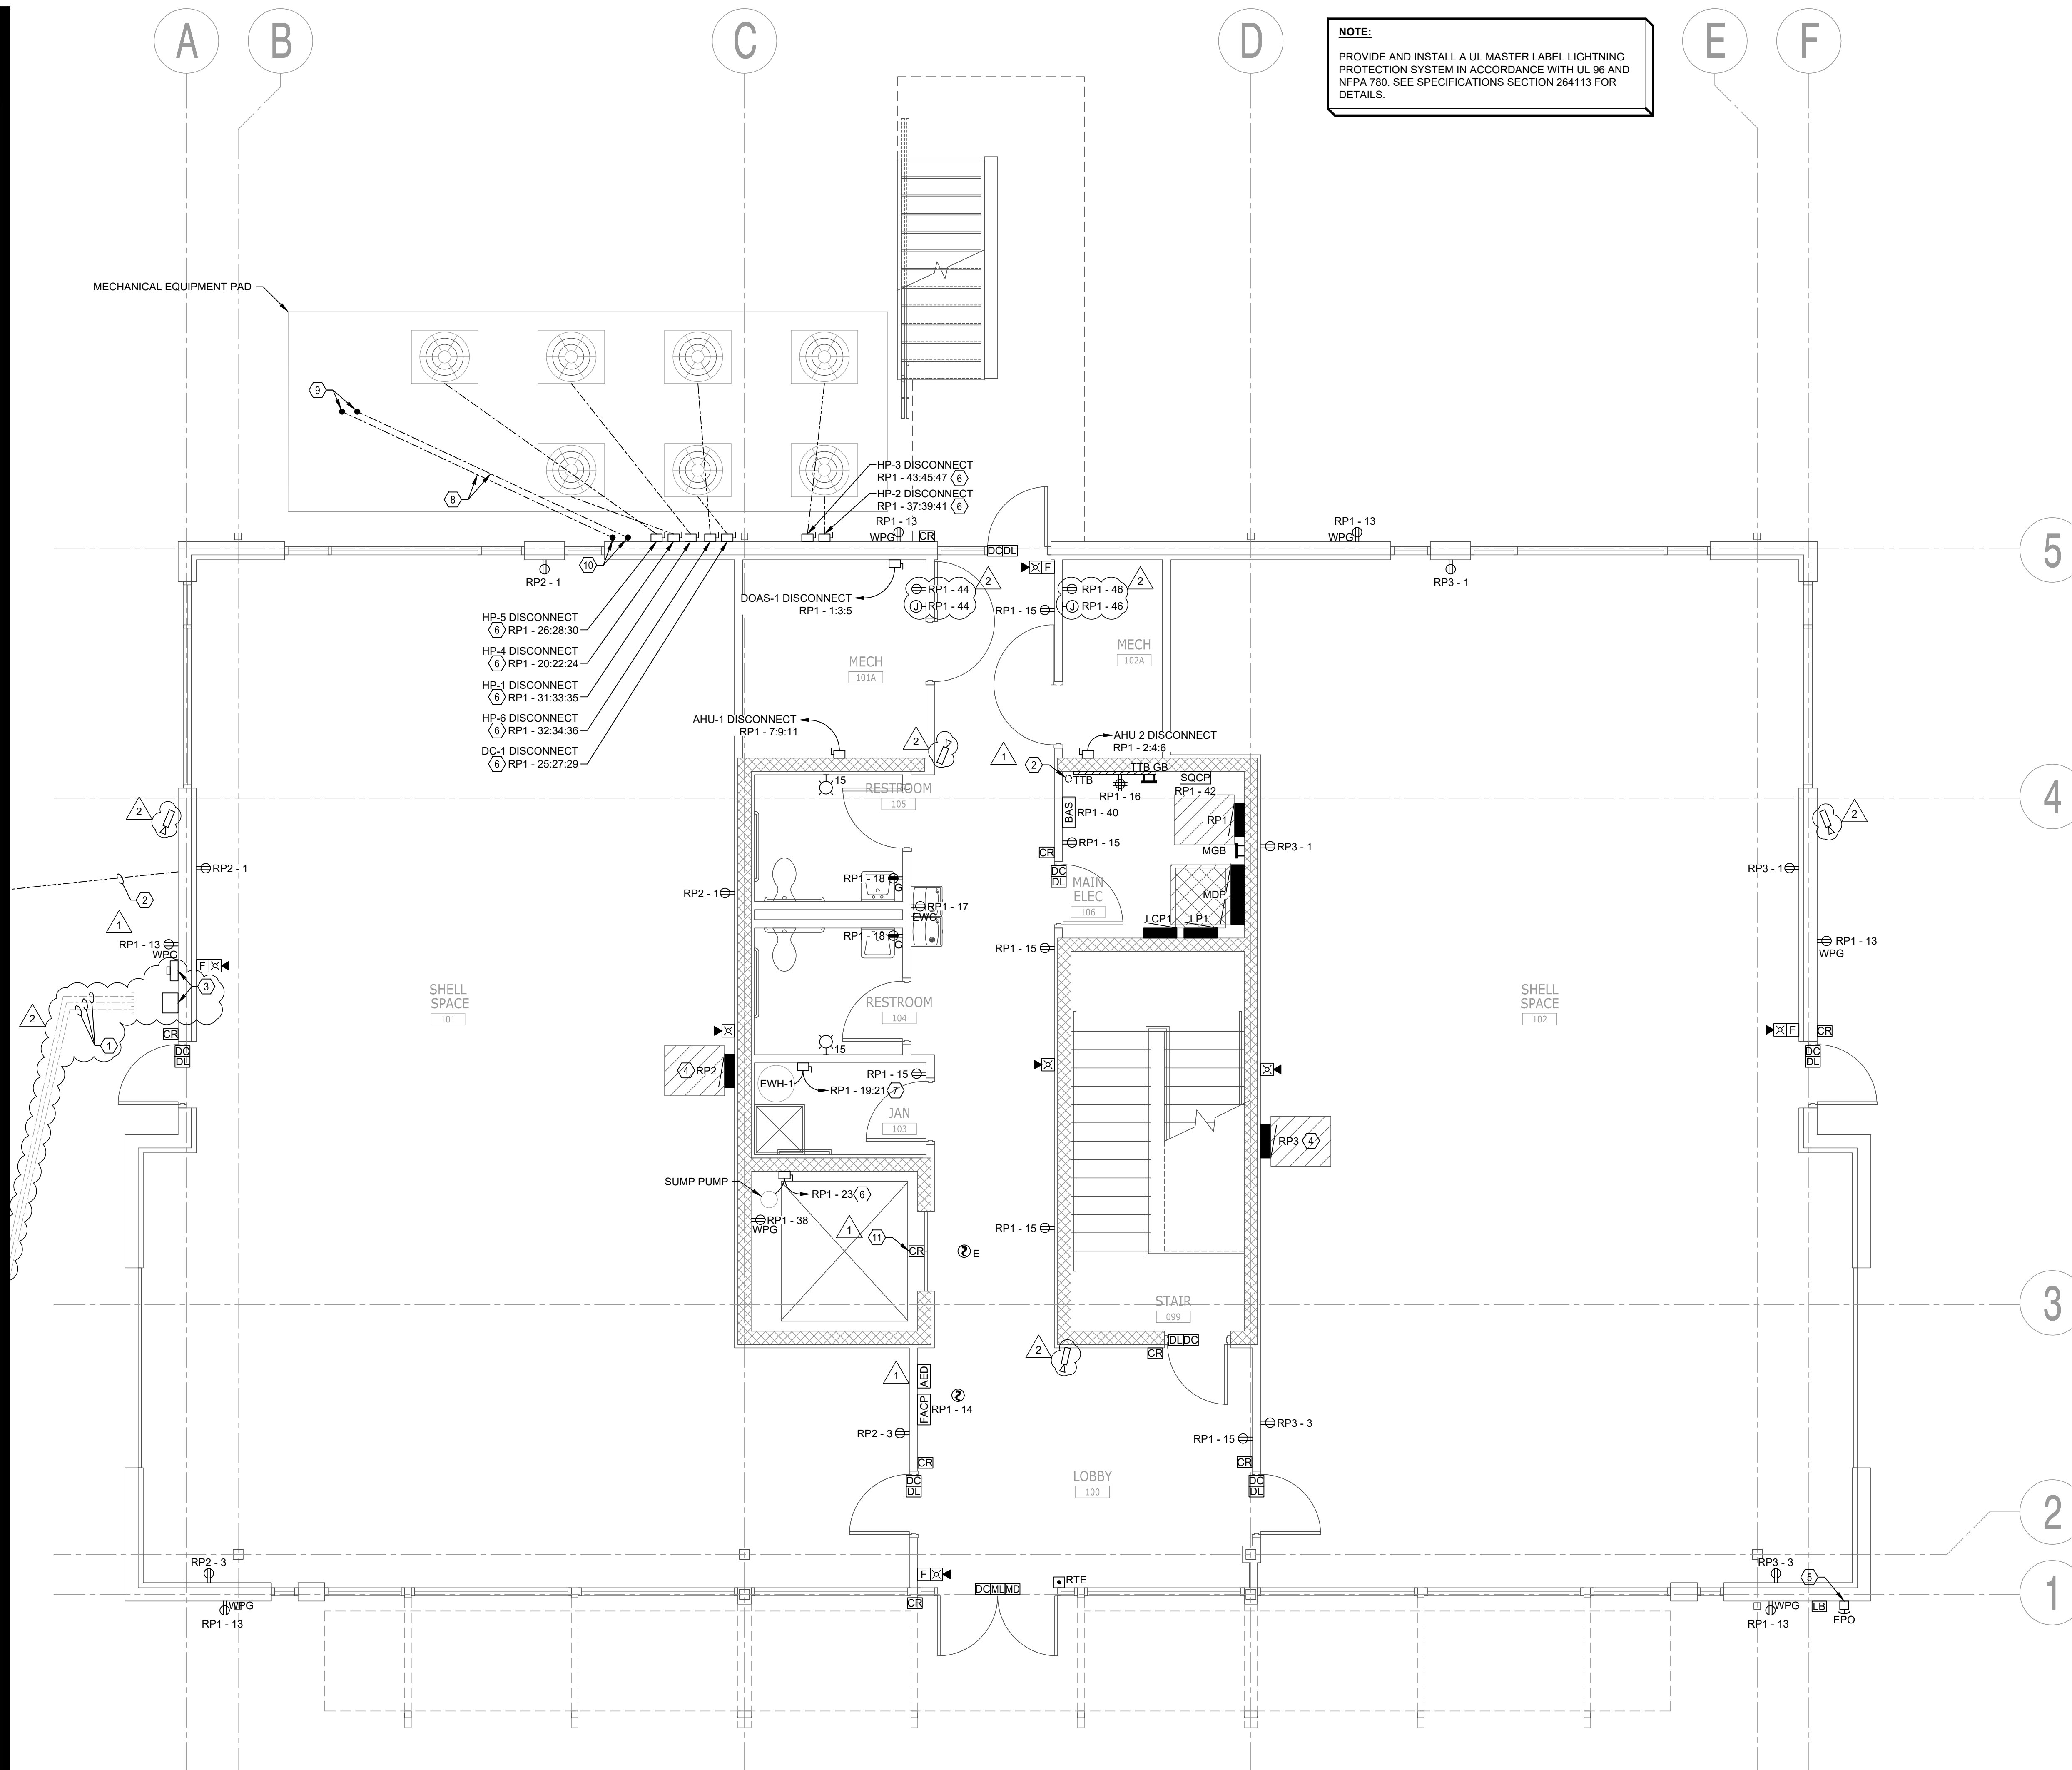 A
B
C
D
E
F
NOTE:
PROVIDE AND INSTALL A UL MASTER LABEL LIGHTNING
PROTECTION SYSTEM IN ACCORDANCE WITH UL 96 AND
NFPA 780. SEE SPECIFICATIONS SECTION 264113 FOR
DETAILS.
MECHANICAL EQUIPMENT PAD
9
8
HP-3 DISCONNECT
RP1 - 43:45:47 6
HP-2 DISCONNECT
RP1 - 37:39:41 6
RP1 - 13
WPG
CR
DC DL
RP1 - 13
WPG
5
10
RP2 - 1
F
RP3 - 1
DOAS-1 DISCONNECT
RP1 - 1:3:5
RP1 - 44
RP1 - 44
J
2
RP1 - 15
RP1 - 46
RP1 - 46
J
2
HP-5 DISCONNECT
6 RP1 - 26:28:30
HP-4 DISCONNECT
6 RP1 - 20:22:24
HP-1 DISCONNECT
6 RP1 - 31:33:35
HP-6 DISCONNECT
6 RP1 - 32:34:36
DC-1 DISCONNECT
6 RP1 - 25:27:29
MECH
101A
MECH
102A
AHU-1 DISCONNECT
RP1 - 7:9:11
2
1
2
AHU 2 DISCONNECT
RP1 - 2:4:6
TTB
TTB GB
RP1 - 16
SQCP
RP1 - 42
15
RESTROOM
105
BAS
RP1 - 40
RP1
4
2
2
RP1 - 15
CR
DC
DL
MGB
RP3 - 1
RP2 - 1
RP3 - 1
2
1
RP2 - 1
RP1 - 18
G
RP1 - 17
EWC
RP1 - 18
G
MAIN
ELEC
106
MDP
LCP1
LP1
RP1 - 13
WPG
F
3
RP1 - 15
RP1 - 13
WPG
SHELL
SPACE
101
RESTROOM
104
SHELL
SPACE
102
2
1
CR
DC
DL
15
F
CR
DC
DL
4 RP2
EWH-1
RP1 - 15
RP1 - 19:21 7
JAN
103
RP3 4
SUMP PUMP
RP1 - 23 6
RP1 - 38
WPG
1
11
CR
E
RP1 - 15
STAIR
099
3
DL DC
CR
2
1
AED
FACP
RP1 - 14
RP2 - 3
RP3 - 3
RP1 - 15
CR
DC
DL
CR
DC
DL
LOBBY
100
2
RP2 - 3
WPG
RP1 - 13
F
CR
DC ML MD
RTE
RP3 - 3
5
WPG
RP1 - 13
LB
EPO
1